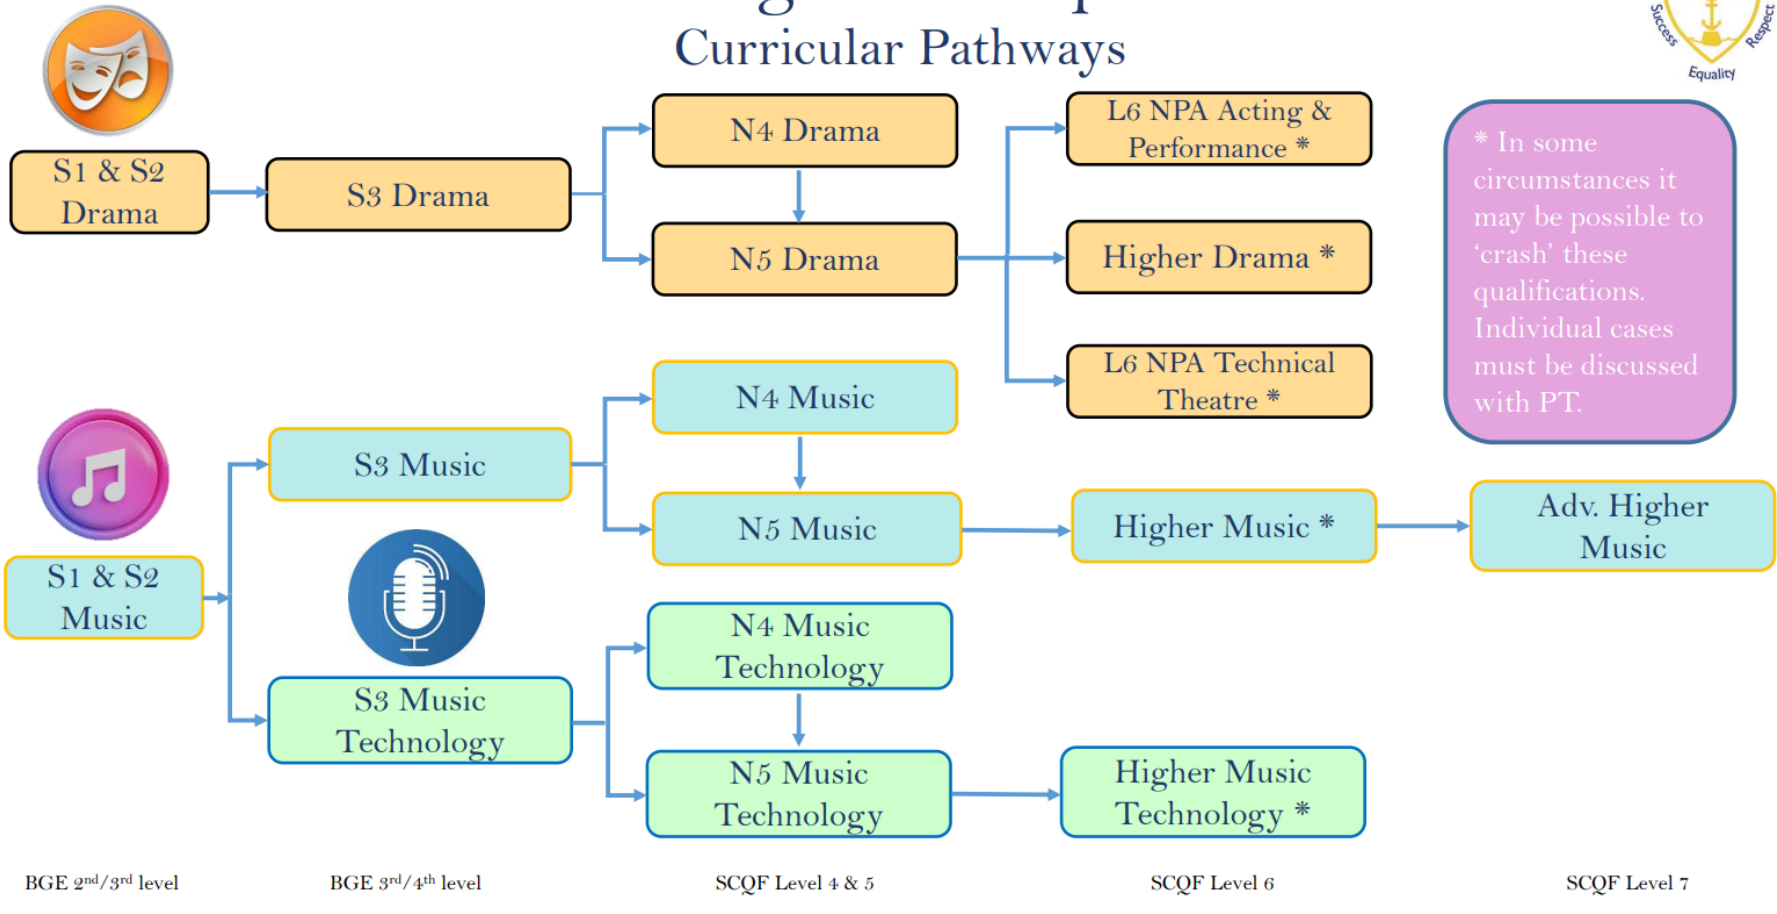 Curricular Pathways
Success
Respect
Equality
S1 & S2
Drama
S3 Drama
N4 Drama
N5 Drama
L6 NPA Acting &
Performance *
Higher Drama *
L6 NPA Technical
Theatre *
* In some
circumstances it
may be possible to
‘crash’ these
qualifications.
Individual cases
must be discussed
with PT.
S1 & S2
Music
S3 Music
N4 Music
N5 Music
Higher Music *
Adv. Higher
Music
S3 Music
Technology
N4 Music
Technology
N5 Music
Technology
Higher Music
Technology *
BGE 2nd/3rd level
BGE 3rd/4th level
SCQF Level 4 & 5
SCQF Level 6
SCQF Level 7